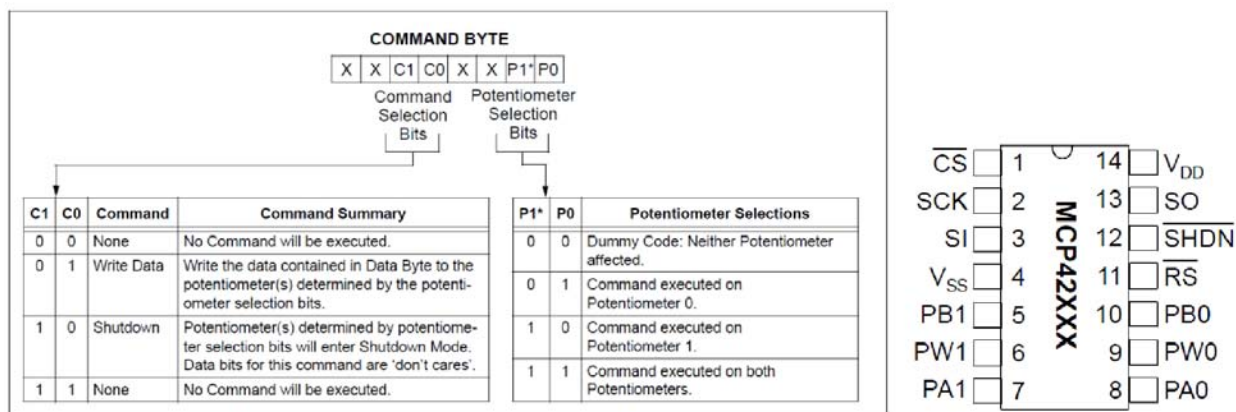 COMMAND BYTE
X X C1 C0 X X P1* P0
Command Potentiometer
Selection Selection
Bits Bits
C1 C0 Command Command Summary
0 0 None No Command will be executed.
0 1 Write Data Write the data contained in Data Byte to the
potentiometer(s) determined by the potenti-
ometer selection bits.
1 0 Shutdown Potentiometer(s) determined by potentiome-
ter selection bits will enter Shutdown Mode.
Data bits for this command are 'don't cares'.
1 1 None No Command will be executed.
P1* P0 Potentiometer Selections
0 0 Dummy Code: Neither Potentiometer
affected.
0 1 Command executed on
Potentiometer 0.
1 0 Command executed on
Potentiometer 1.
1 1 Command executed on both
Potentiometers.
CS 1 14 VDD
SCK 2 13 SO
SI 3 12 SHDN
VSS 4 11 RS
PB1 5 10 PB0
PW1 6 9 PW0
PA1 7 8 PA0
MCP42XXX